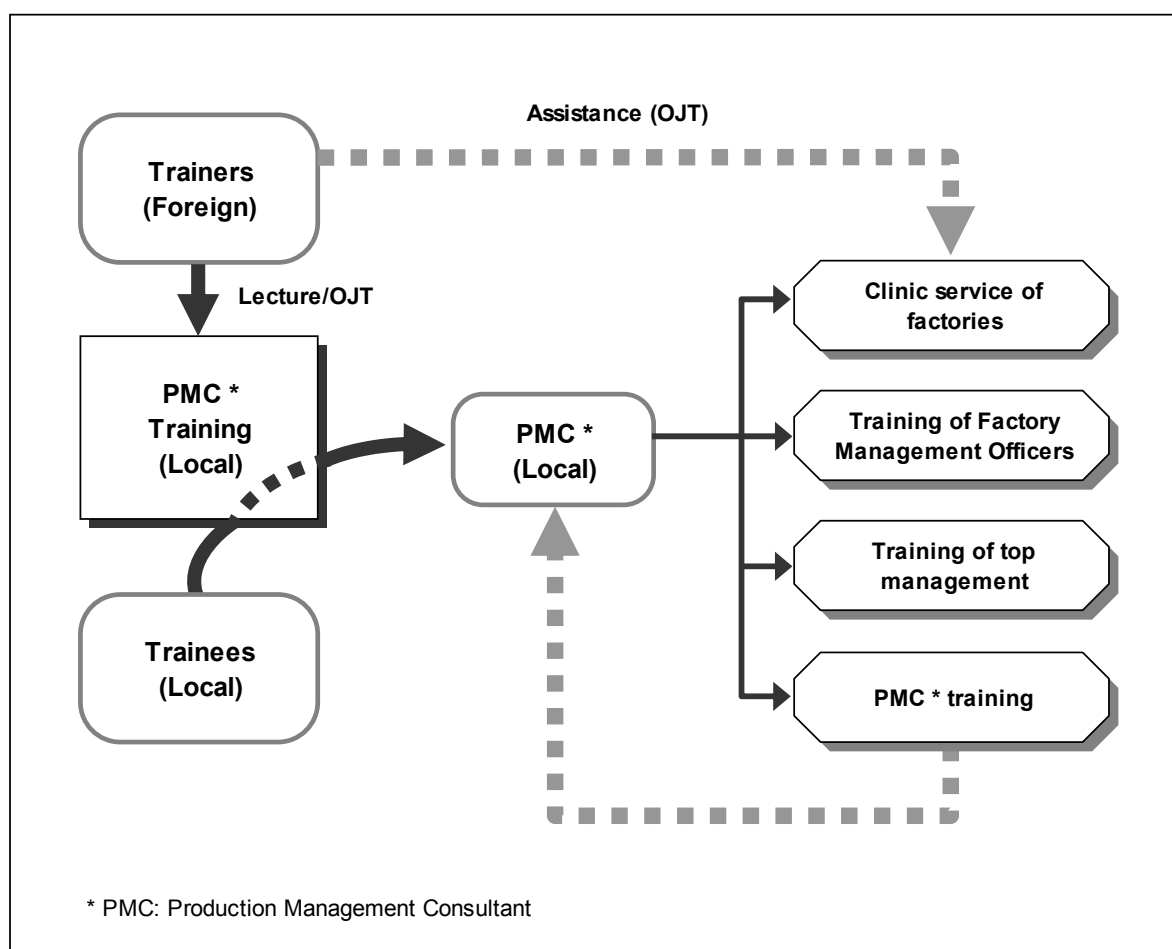 Assistance (OJT)
Trainers
(Foreign)
Lecture/OJT
PMC *
Training
(Local)
Trainees
(Local)
PMC *
(Local)
Clinic service of
factories
Training of Factory
Management Officers
Training of top
management
PMC * training
* PMC: Production Management Consultant